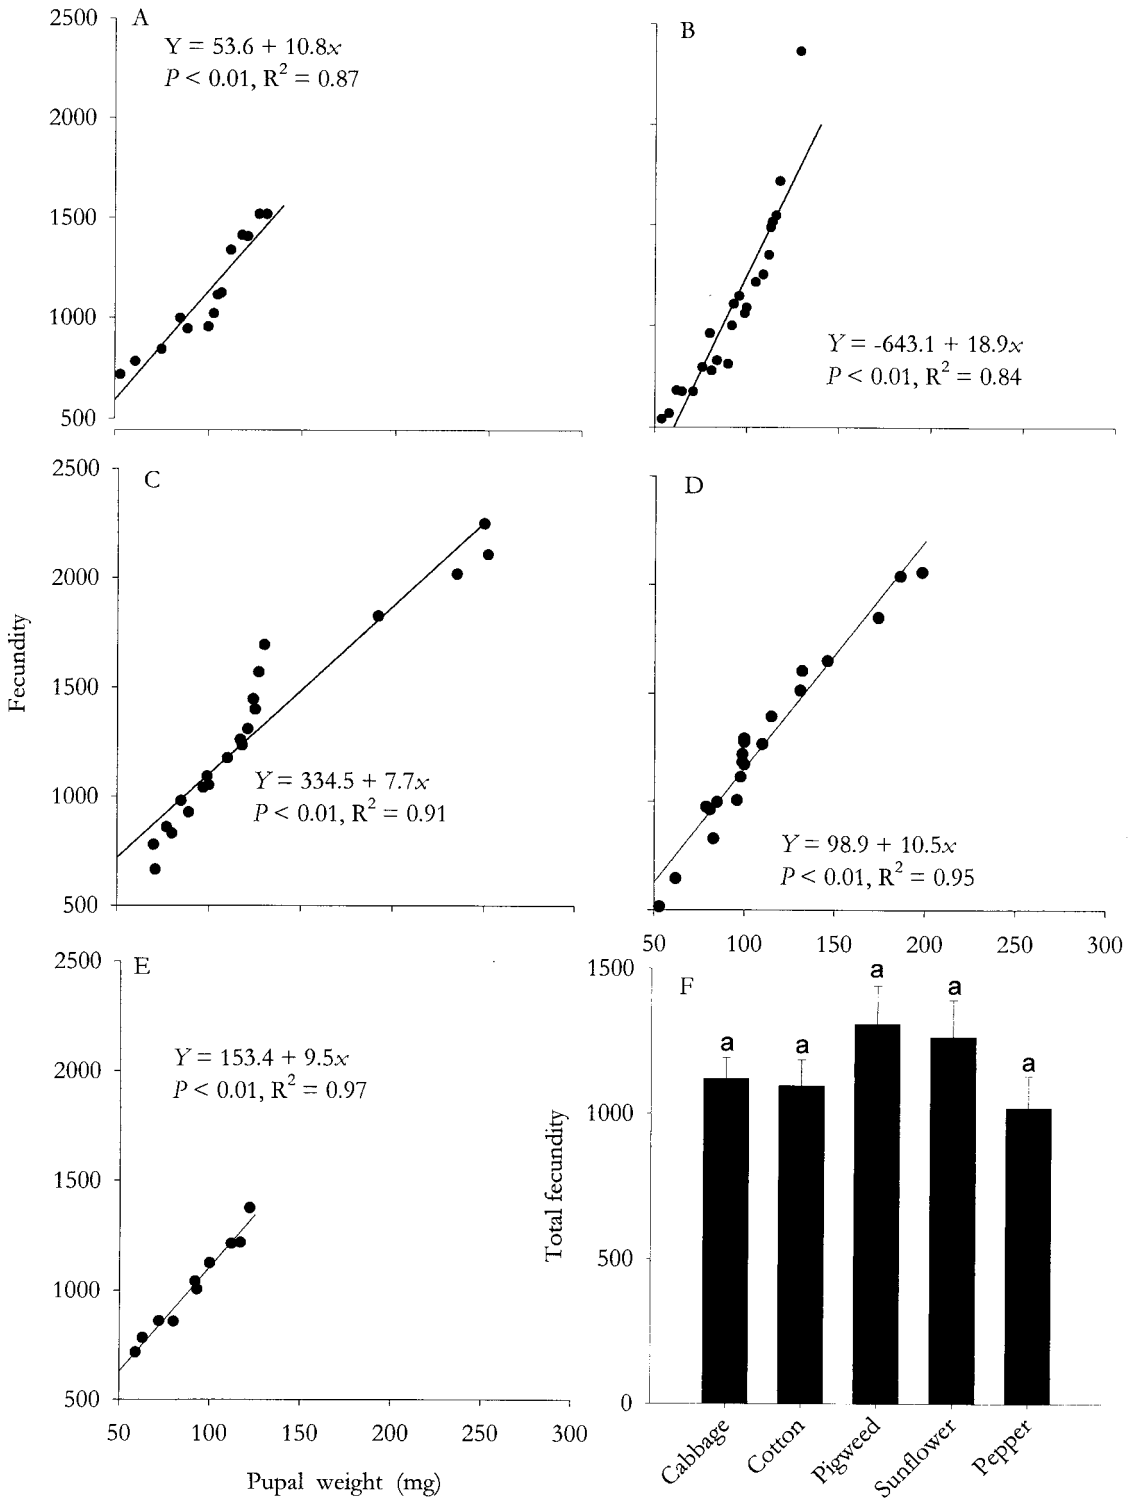 A
2500
2000
1500
1000
500
Y = 53.6 + 10.8x
P < 0.01, R² = 0.87
B
Y = -643.1 + 18.9x
P < 0.01, R² = 0.84
C
2500
2000
1500
1000
500
Y = 334.5 + 7.7x
P < 0.01, R² = 0.91
Fecundity
D
Y = 98.9 + 10.5x
P < 0.01, R² = 0.95
50 100 150 200 250 300
E
2500
2000
1500
1000
500
Y = 153.4 + 9.5x
P < 0.01, R² = 0.97
50 100 150 200 250 300
Pupal weight (mg)
F
1500
1000
500
0
Total fecundity
a a a a a
Cabbage
Cotton
Pigweed
Sunflower
Pepper